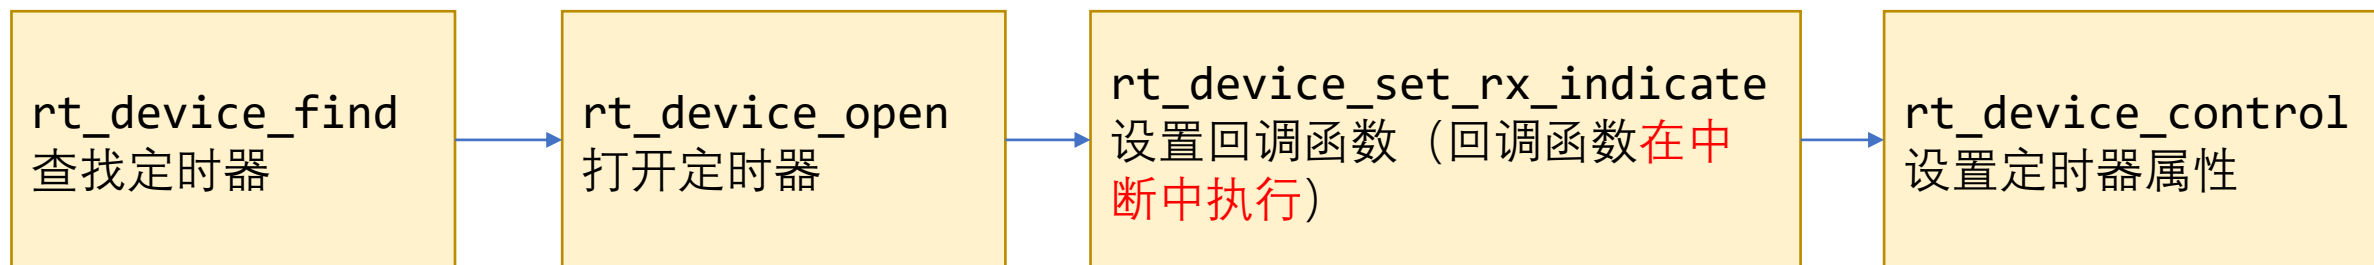 rt_device_find
查找定时器
rt_device_open
打开定时器
rt_device_set_rx_indicate
设置回调函数（回调函数在中
断中执行）
rt_device_control
设置定时器属性